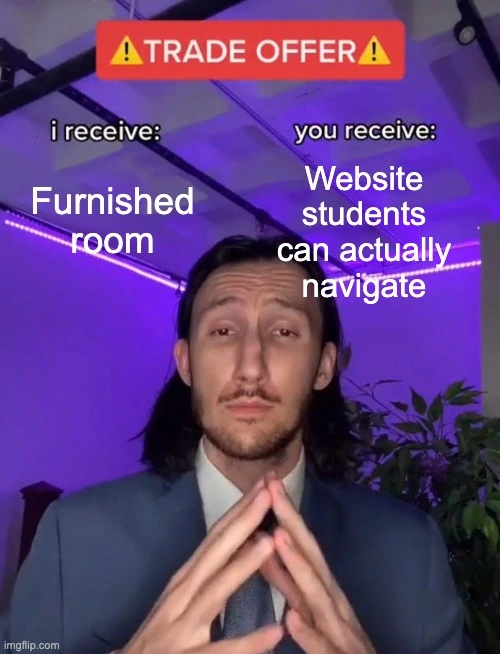 ⚠️TRADE OFFER⚠️
i receive:
you receive:
Furnished
room
Website
students
can actually
navigate
imgflip.com